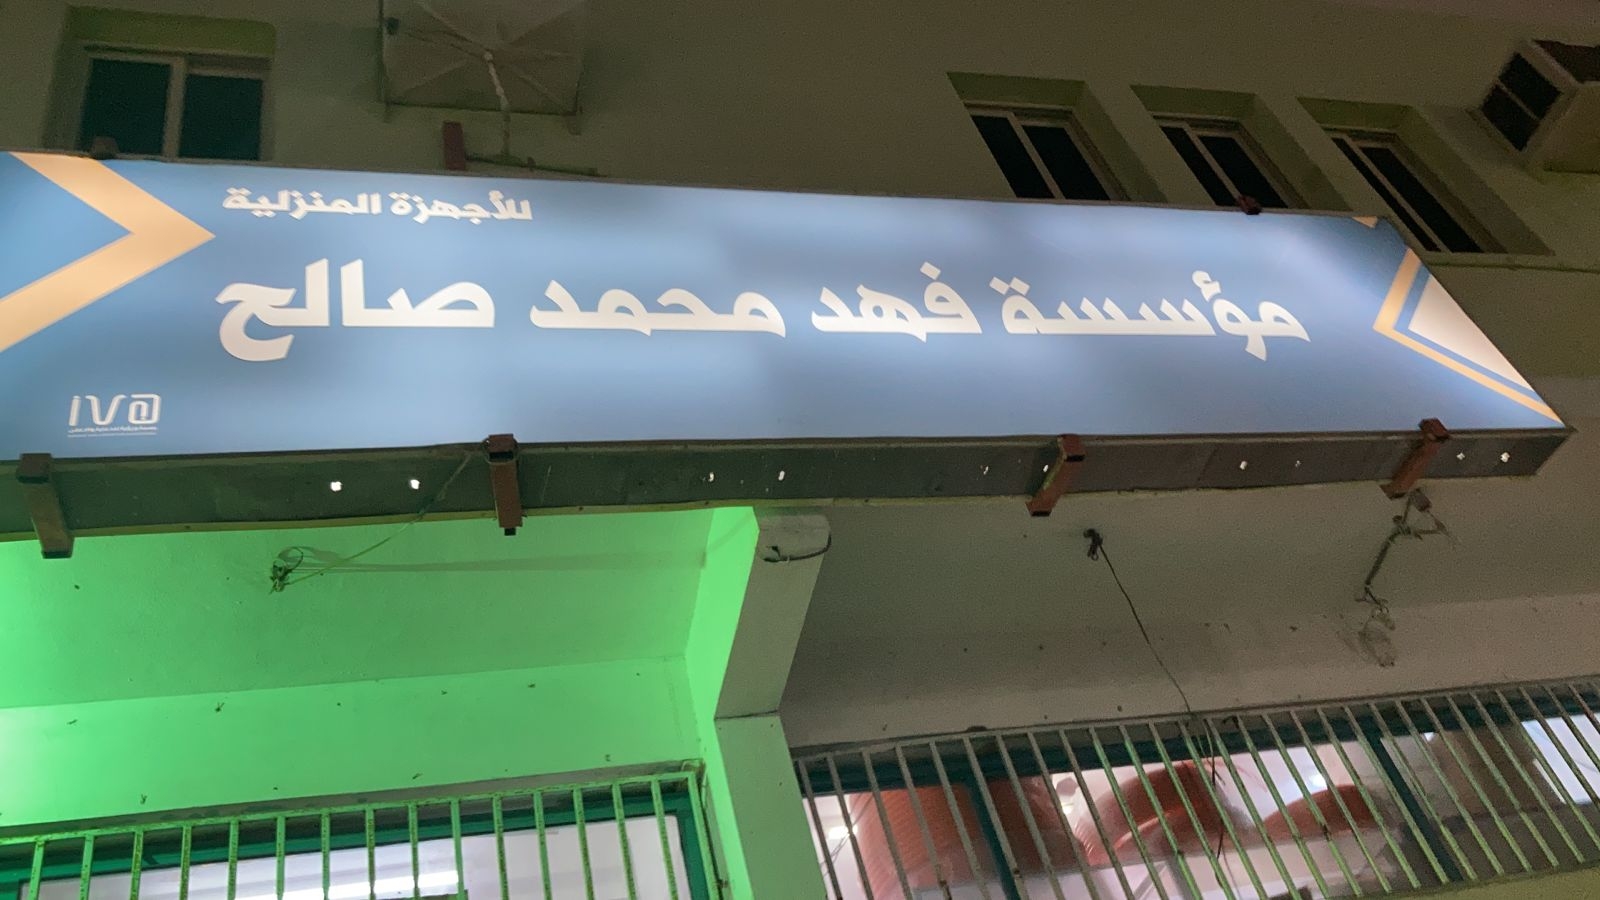 للأجهزة المنزلية
مؤسسة فهد محمد صالح